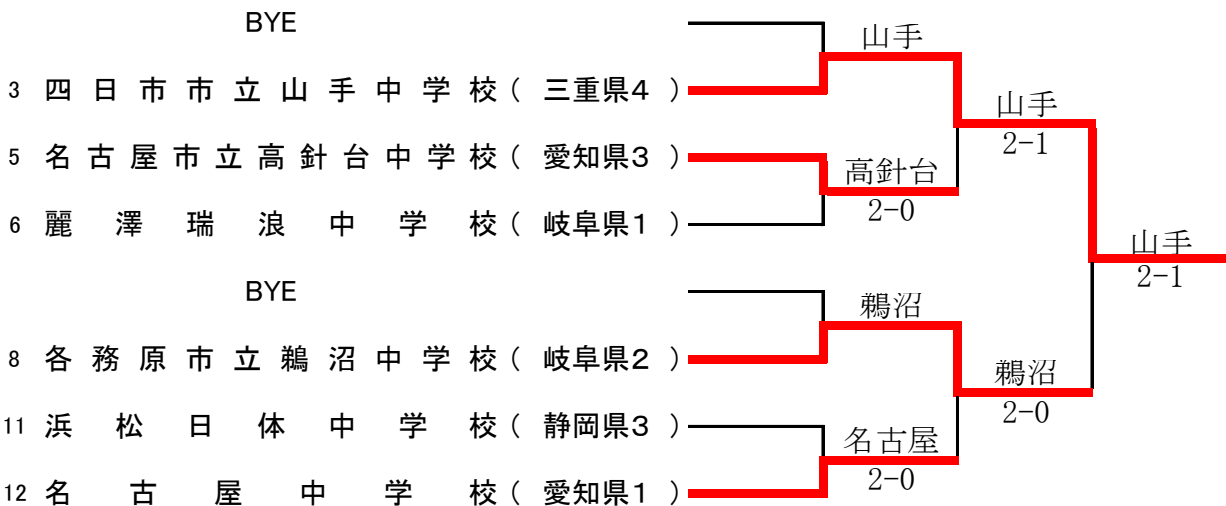 BYE
山手
3 四日市市立山手中学校(三重県4)
山手
2-1
5 名古屋市立高針台中学校(愛知県3)
高針台
2-0
6 麗澤瑞浪中学校(岐阜県1)
山手
2-1
BYE
鵜沼
8 各務原市立鵜沼中学校(岐阜県2)
鵜沼
2-0
11 浜松日体中学校(静岡県3)
名古屋
2-0
12 名古屋中学校(愛知県1)